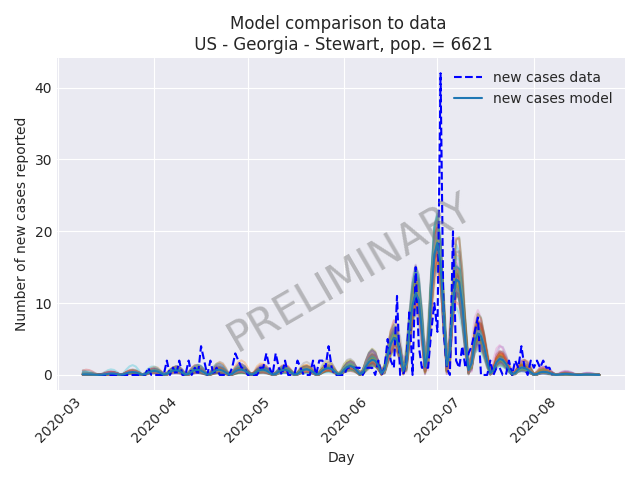 Model comparison to data
US - Georgia - Stewart, pop. = 6621
new cases data
new cases model
Number of new cases reported
40
30
20
10
0
PRELIMINARY
2020-03
2020-04
2020-05
2020-06
2020-07
2020-08
Day